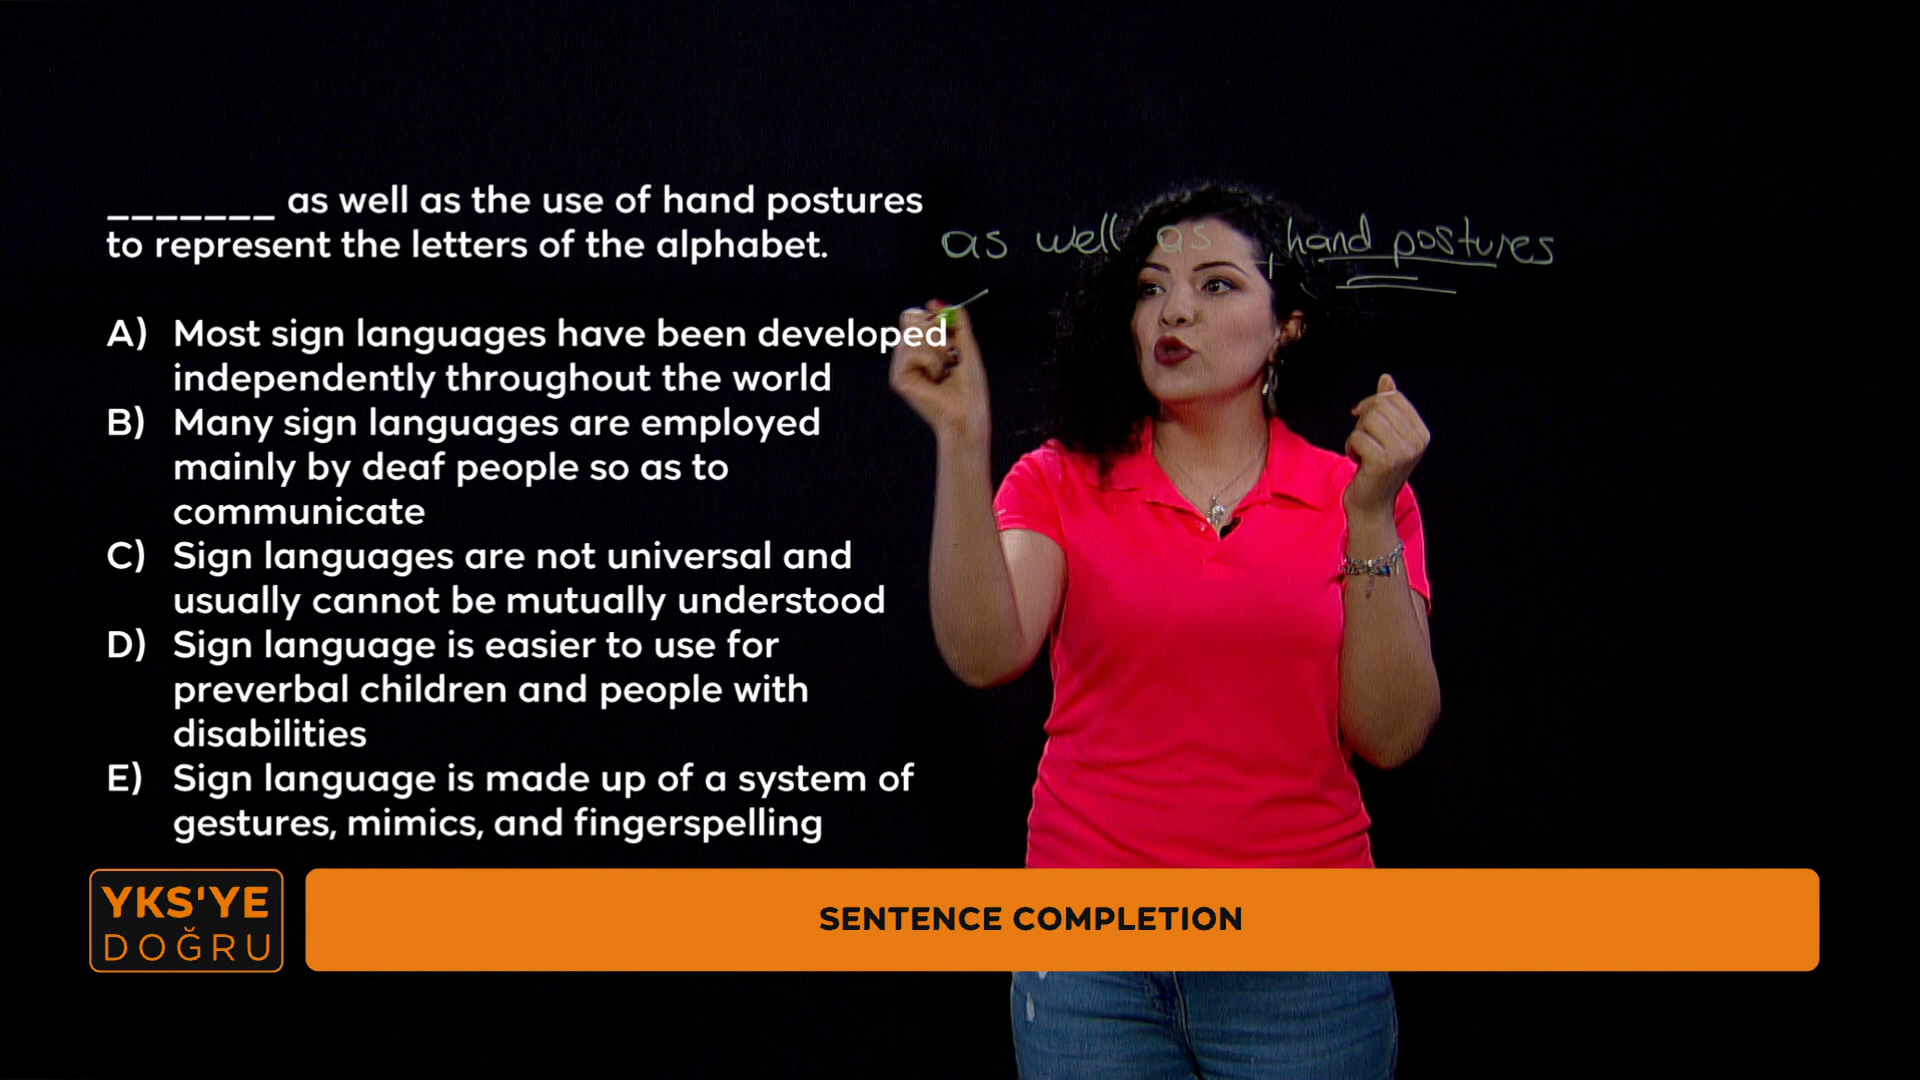 _______ as well as the use of hand postures
to represent the letters of the alphabet.
as well as hand postures
A) Most sign languages have been developed
independently throughout the world
B) Many sign languages are employed
mainly by deaf people so as to
communicate
C) Sign languages are not universal and
usually cannot be mutually understood
D) Sign language is easier to use for
preverbal children and people with
disabilities
E) Sign language is made up of a system of
gestures, mimics, and fingerspelling
YKS'YE
DOĞRU
SENTENCE COMPLETION